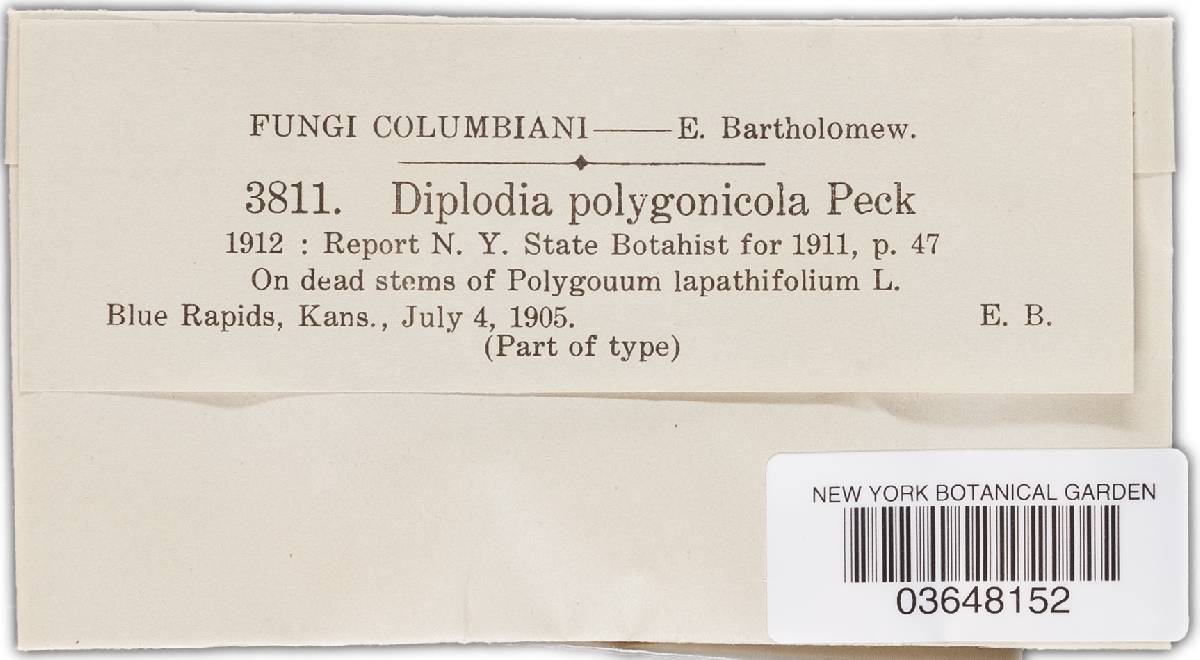 FUNGI COLUMBIANI—E. Bartholomew.
3811. Diplodia polygonicola Peck
1912 : Report N. Y. State Botahist for 1911, p. 47
On dead stems of Polygouum lapathifolium L.
Blue Rapids, Kans., July 4, 1905. E. B.
(Part of type)
NEW YORK BOTANICAL GARDEN
03648152